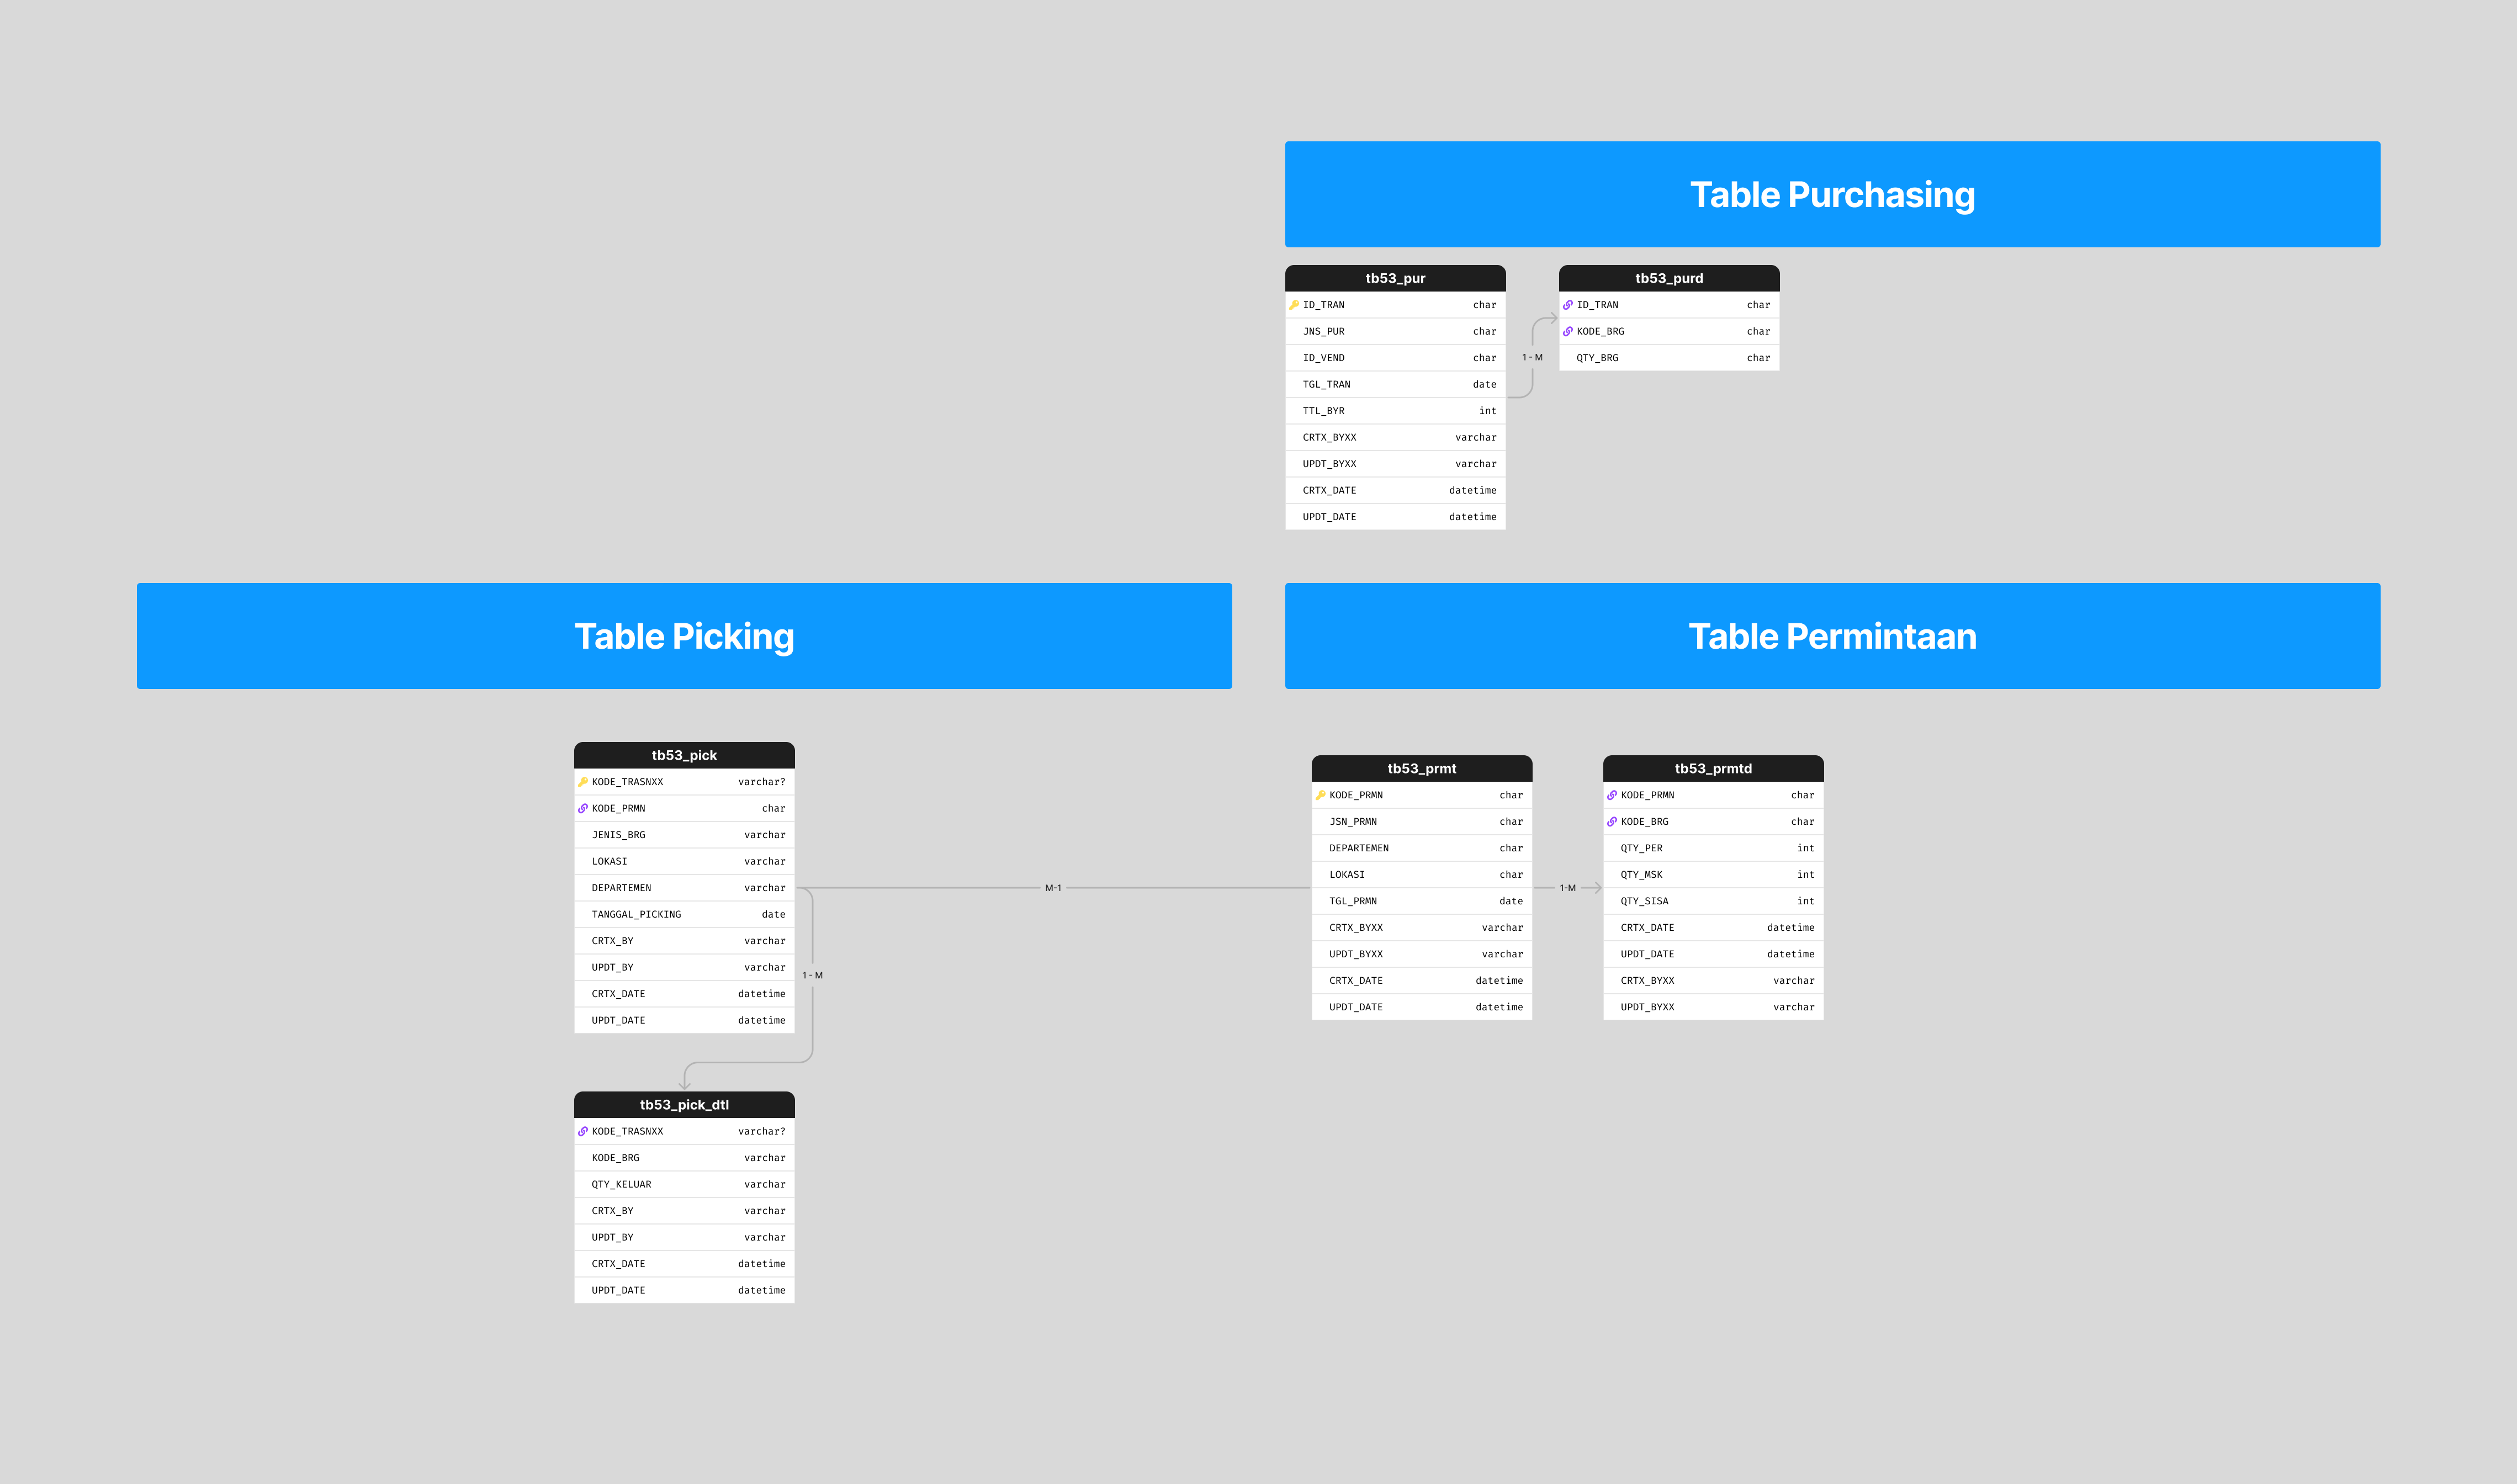 Table Purchasing
tb53_pur
ID_TRAN char
JNS_PUR char
ID_VEND char
TGL_TRAN date
TTL_BYR int
CRTX_BYXX varchar
UPDT_BYXX varchar
CRTX_DATE datetime
UPDT_DATE datetime
1 - M
tb53_purd
ID_TRAN char
KODE_BRG char
QTY_BRG char
Table Picking
tb53_pick
KODE_TRASNXX varchar?
KODE_PRMN char
JENIS_BRG varchar
LOKASI varchar
DEPARTEMEN varchar
TANGGAL_PICKING date
CRTX_BY varchar
UPDT_BY varchar
CRTX_DATE datetime
UPDT_DATE datetime
1 - M
tb53_pick_dtl
KODE_TRASNXX varchar?
KODE_BRG varchar
QTY_KELUAR varchar
CRTX_BY varchar
UPDT_BY varchar
CRTX_DATE datetime
UPDT_DATE datetime
M-1
Table Permintaan
tb53_prmt
KODE_PRMN char
JSN_PRMN char
DEPARTEMEN char
LOKASI char
TGL_PRMN date
CRTX_BYXX varchar
UPDT_BYXX varchar
CRTX_DATE datetime
UPDT_DATE datetime
1-M
tb53_prmtd
KODE_PRMN char
KODE_BRG char
QTY_PER int
QTY_MSK int
QTY_SISA int
CRTX_DATE datetime
UPDT_DATE datetime
CRTX_BYXX varchar
UPDT_BYXX varchar